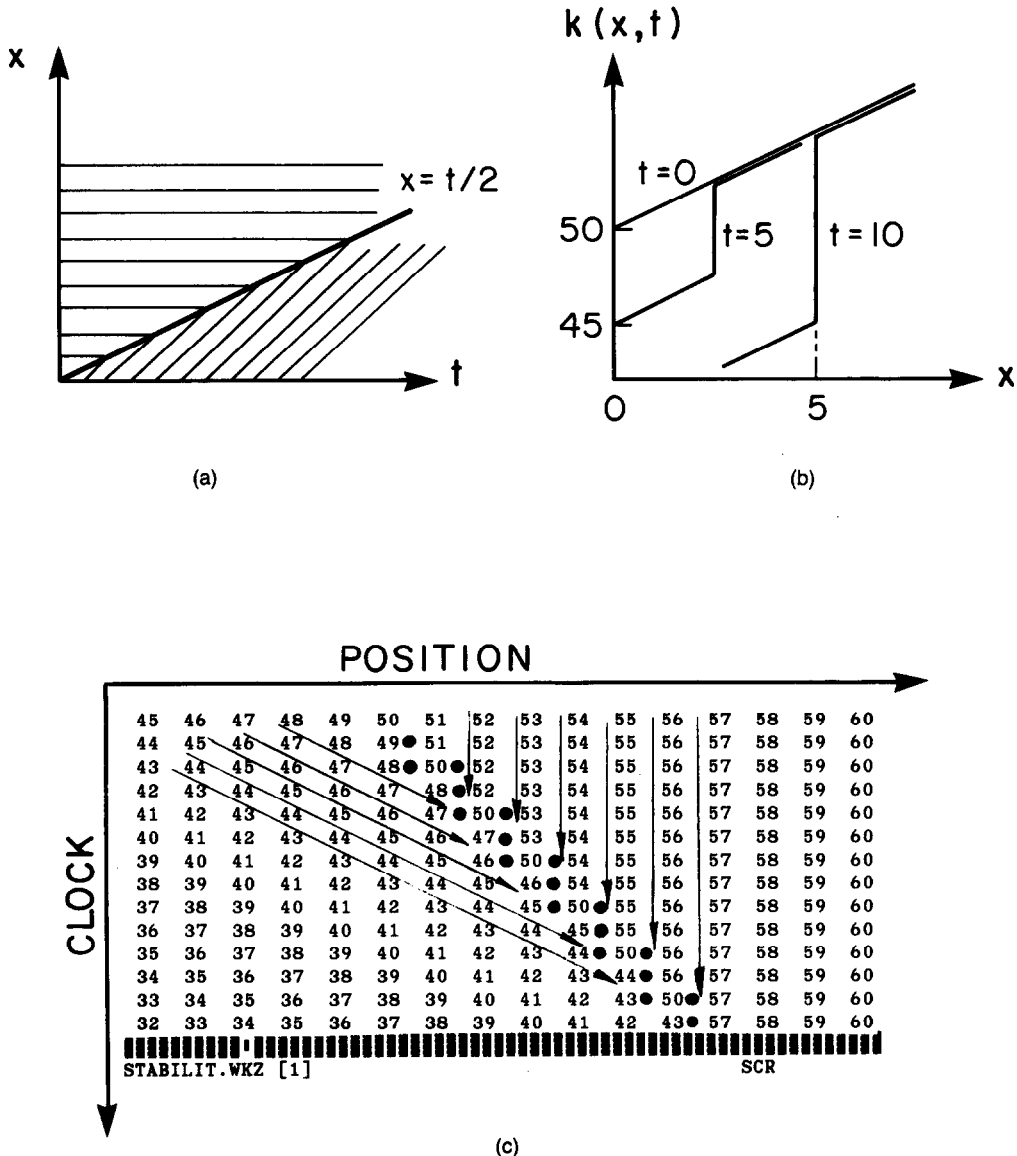 x
x=t/2
t
(a)
k(x,t)
t=0
50
t=5
t=10
45
0
5
x
(b)
POSITION
CLOCK
45 46 47 48 49 50 51 52 53 54 55 56 57 58 59 60
44 45 46 47 48 49 51 52 53 54 55 56 57 58 59 60
43 44 45 46 47 48 50 52 53 54 55 56 57 58 59 60
42 43 44 45 46 47 48 52 53 54 55 56 57 58 59 60
41 42 43 44 45 46 47 50 53 54 55 56 57 58 59 60
40 41 42 43 44 45 46 47 53 54 55 56 57 58 59 60
39 40 41 42 43 44 45 46 50 54 55 56 57 58 59 60
38 39 40 41 42 43 44 45 46 54 55 56 57 58 59 60
37 38 39 40 41 42 43 44 45 50 55 56 57 58 59 60
36 37 38 39 40 41 42 43 44 45 55 56 57 58 59 60
35 36 37 38 39 40 41 42 43 44 50 56 57 58 59 60
34 35 36 37 38 39 40 41 42 43 44 56 57 58 59 60
33 34 35 36 37 38 39 40 41 42 43 50 57 58 59 60
32 33 34 35 36 37 38 39 40 41 42 43 57 58 59 60
STABILIT.WKZ [1] SCR
(c)